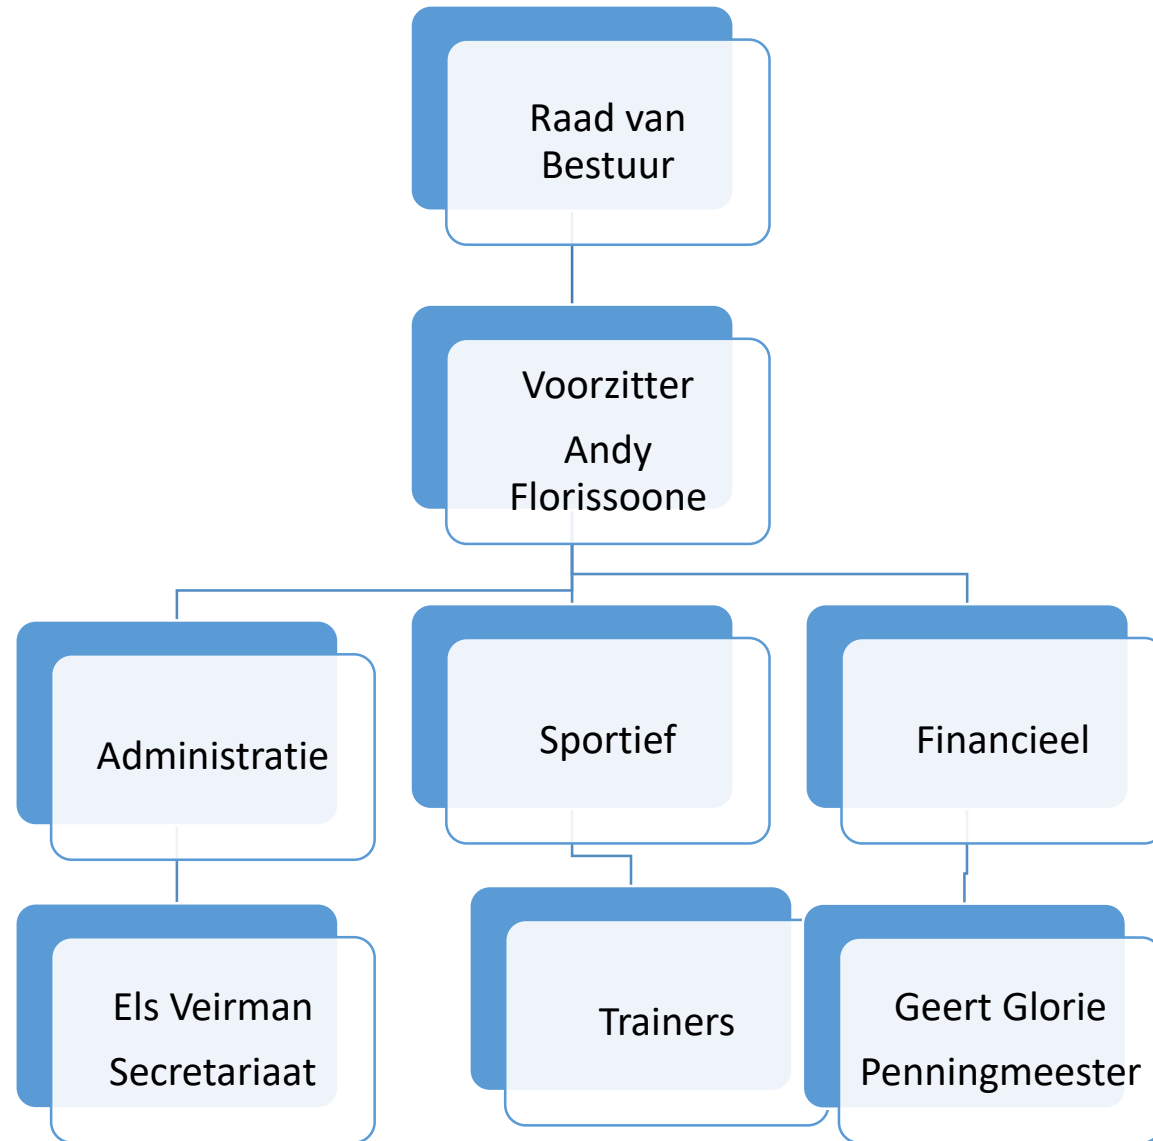 Raad van
Bestuur
Voorzitter
Andy
Florissoone
Administratie
Sportief
Financieel
Els Veirman
Secretariaat
Trainers
Geert Glorie
Penningmeester